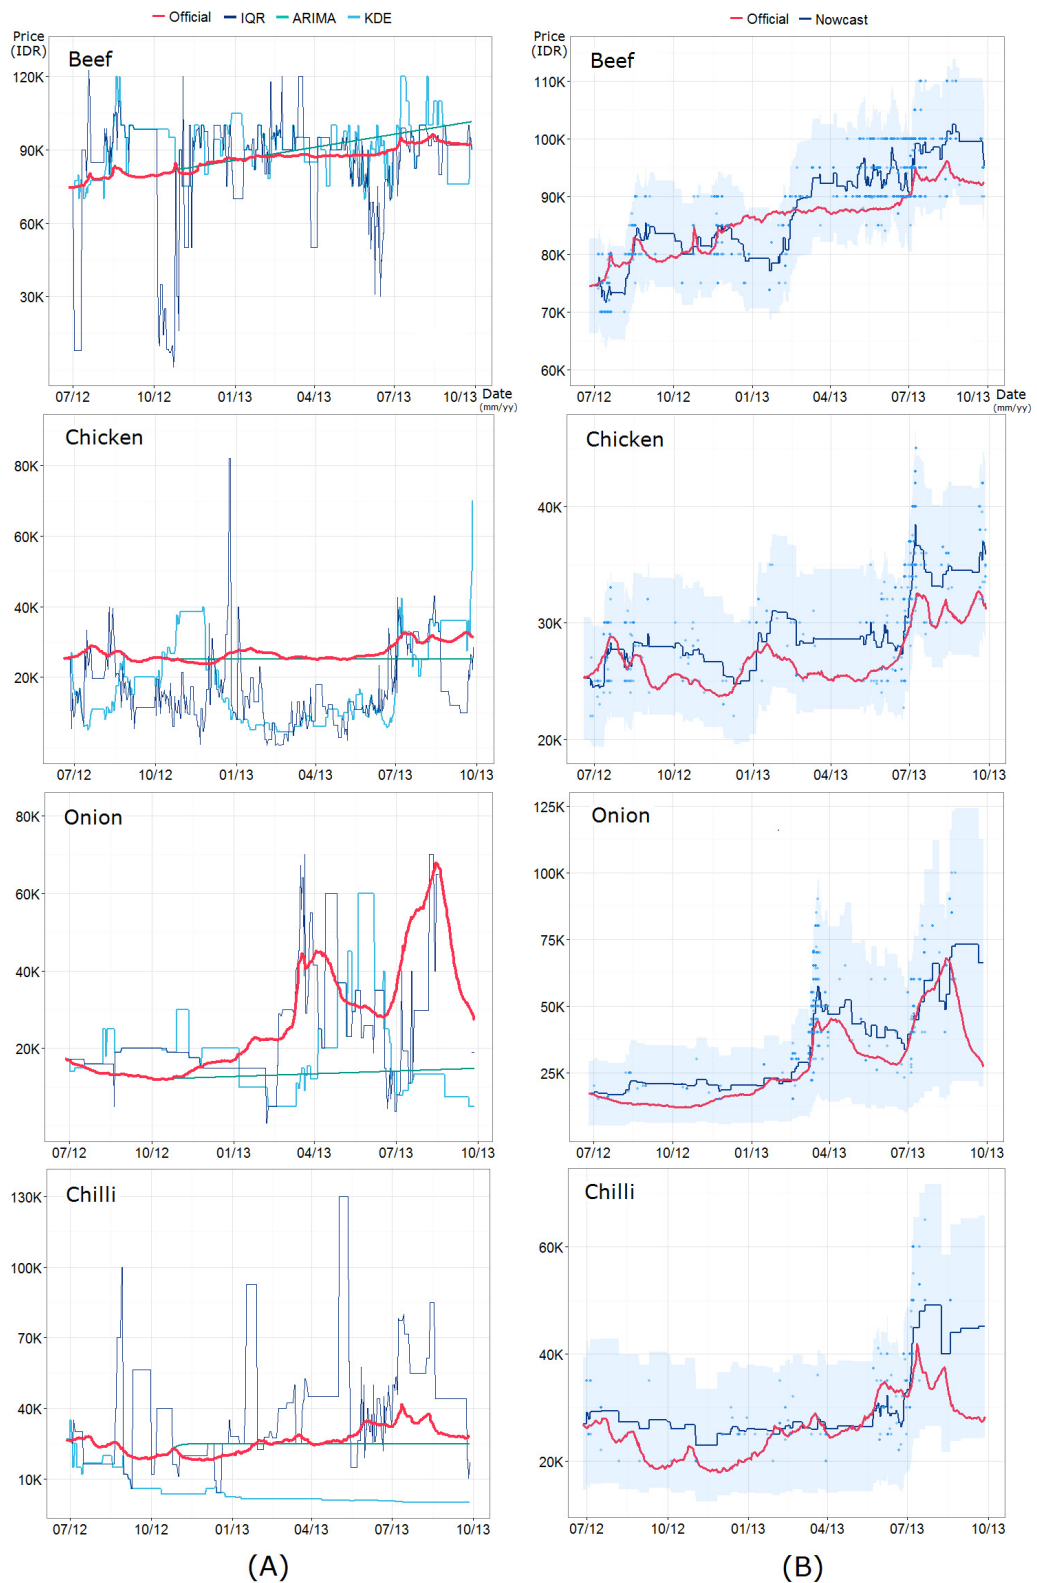 Official IQR ARIMA KDE
Price
(IDR)
Beef
120K
90K
60K
30K
07/12 10/12 01/13 04/13 07/13 10/13 Date
(mm/yy)
Chicken
80K
60K
40K
20K
07/12 10/12 01/13 04/13 07/13 10/13
Onion
80K
60K
40K
20K
07/12 10/12 01/13 04/13 07/13 10/13
Chilli
130K
100K
70K
40K
10K
07/12 10/12 01/13 04/13 07/13 10/13
(A)
Official Nowcast
Price
(IDR)
Beef
110K
100K
90K
80K
70K
60K
07/12 10/12 01/13 04/13 07/13 10/13 Date
(mm/yy)
Chicken
40K
30K
20K
07/12 10/12 01/13 04/13 07/13 10/13
Onion
125K
100K
75K
50K
25K
07/12 10/12 01/13 04/13 07/13 10/13
Chilli
60K
40K
20K
07/12 10/12 01/13 04/13 07/13 10/13
(B)